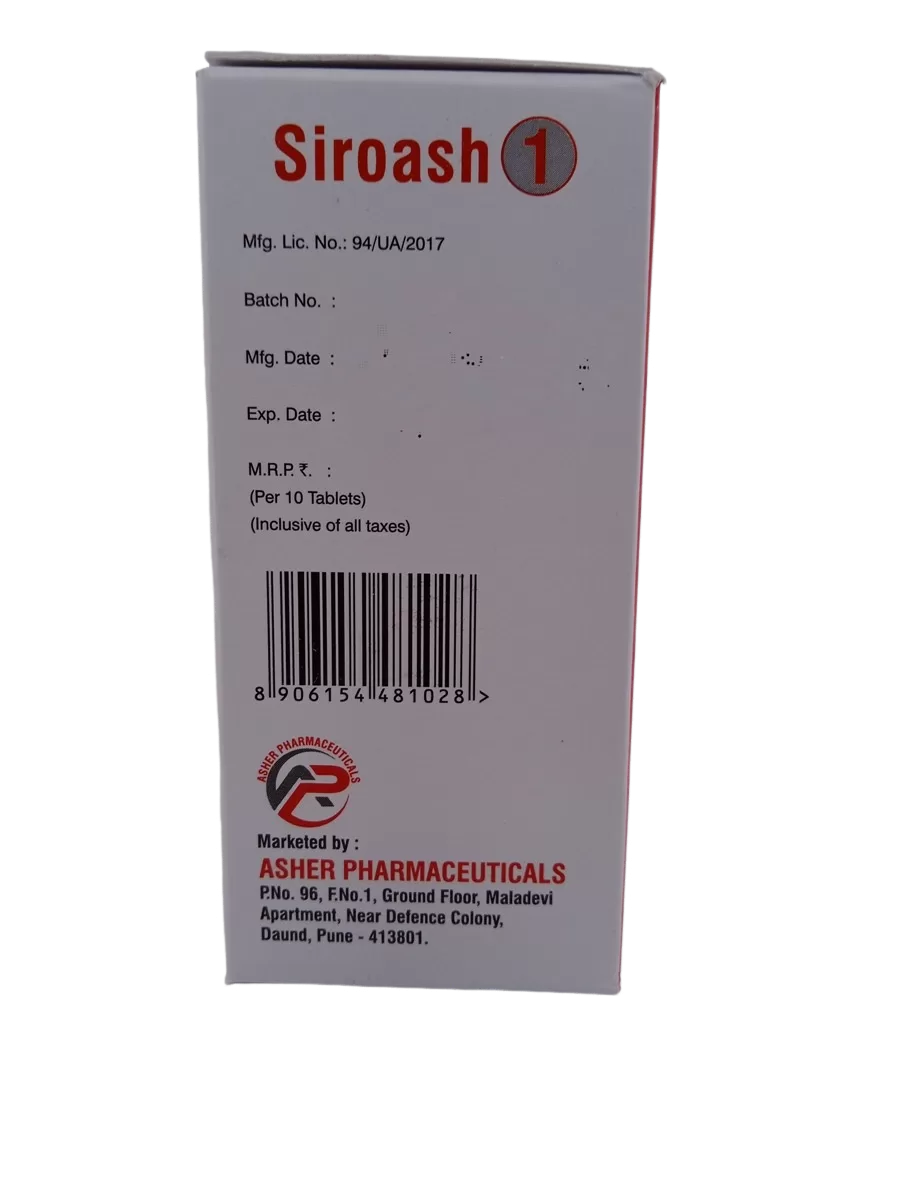 Siroash 1
Mfg. Lic. No.: 94/UA/2017
Batch No. :
Mfg. Date :
Exp. Date :
M.R.P. ₹. :
(Per 10 Tablets)
(Inclusive of all taxes)
8 906154 481028 >
ASHER PHARMACEUTICALS
Marketed by :
ASHER PHARMACEUTICALS
P.No. 96, F.No.1, Ground Floor, Maladevi
Apartment, Near Defence Colony,
Daund, Pune - 413801.